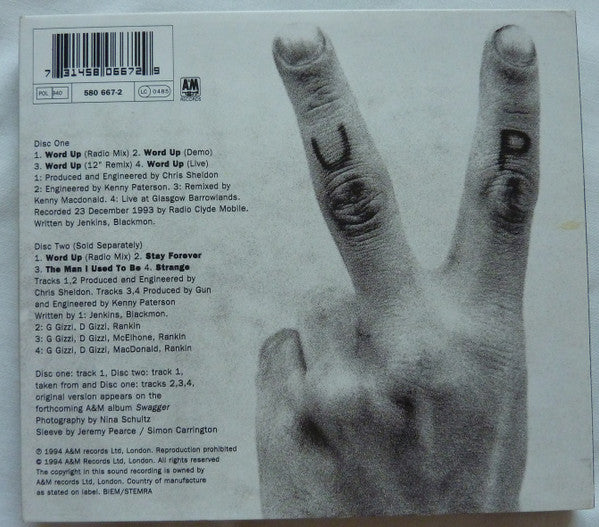 7 31458 06672 9
POL 940
580 667-2
LC 0485
A&M
RECORDS
U P
Disc One
1. Word Up (Radio Mix) 2. Word Up (Demo)
3. Word Up (12" Remix) 4. Word Up (Live)
1: Produced and Engineered by Chris Sheldon
2: Engineered by Kenny Paterson. 3: Remixed by
Kenny Macdonald. 4: Live at Glasgow Barrowlands.
Recorded 23 December 1993 by Radio Clyde Mobile.
Written by Jenkins, Blackmon.
Disc Two (Sold Separately)
1. Word Up (Radio Mix) 2. Stay Forever
3. The Man I Used To Be 4. Strange
Tracks 1,2 Produced and Engineered by
Chris Sheldon. Tracks 3,4 Produced by Gun
and Engineered by Kenny Paterson
Written by 1: Jenkins, Blackmon.
2: G Gizzi, D Gizzi, Rankin
3: G Gizzi, D Gizzi, McElhone, Rankin
4: G Gizzi, D Gizzi, MacDonald, Rankin
Disc one: track 1, Disc two: track 1,
taken from and Disc one: tracks 2,3,4,
original version appears on the
forthcoming A&M album Swagger
Photography by Nina Schultz
Sleeve by Jeremy Pearce / Simon Carrington
℗ 1994 A&M records Ltd, London. Reproduction prohibited
© 1994 A&M Records Ltd, London. All rights reserved
The copyright in this sound recording is owned by
A&M records Ltd, London. Country of manufacture
as stated on label. BIEM/STEMRA